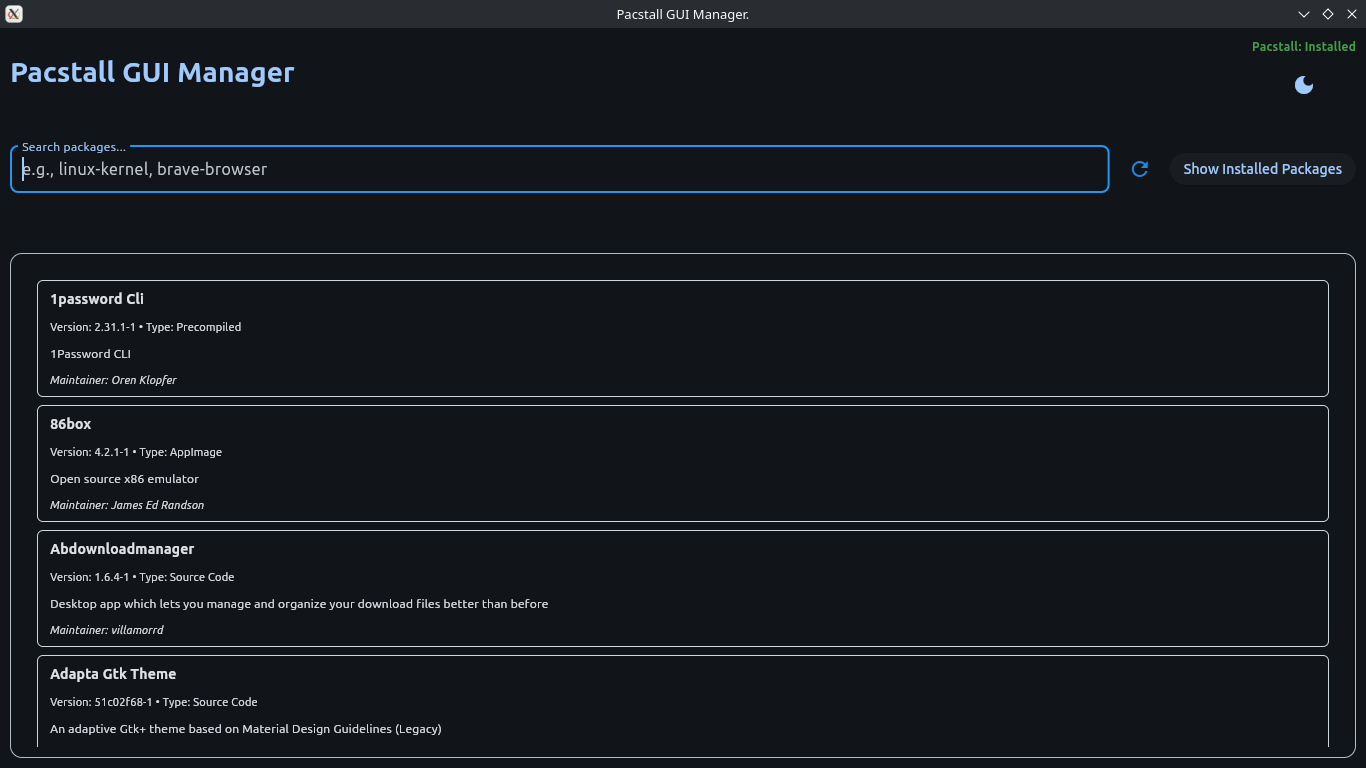 Pacstall GUI Manager.
Pacstall: Installed
Pacstall GUI Manager
Search packages...
e.g., linux-kernel, brave-browser
Show Installed Packages
1password Cli
Version: 2.31.1-1 • Type: Precompiled
1Password CLI
Maintainer: Oren Klopfer
86box
Version: 4.2.1-1 • Type: AppImage
Open source x86 emulator
Maintainer: James Ed Randson
Abdownloadmanager
Version: 1.6.4-1 • Type: Source Code
Desktop app which lets you manage and organize your download files better than before
Maintainer: villamorrd
Adapta Gtk Theme
Version: 51c02f68-1 • Type: Source Code
An adaptive Gtk+ theme based on Material Design Guidelines (Legacy)